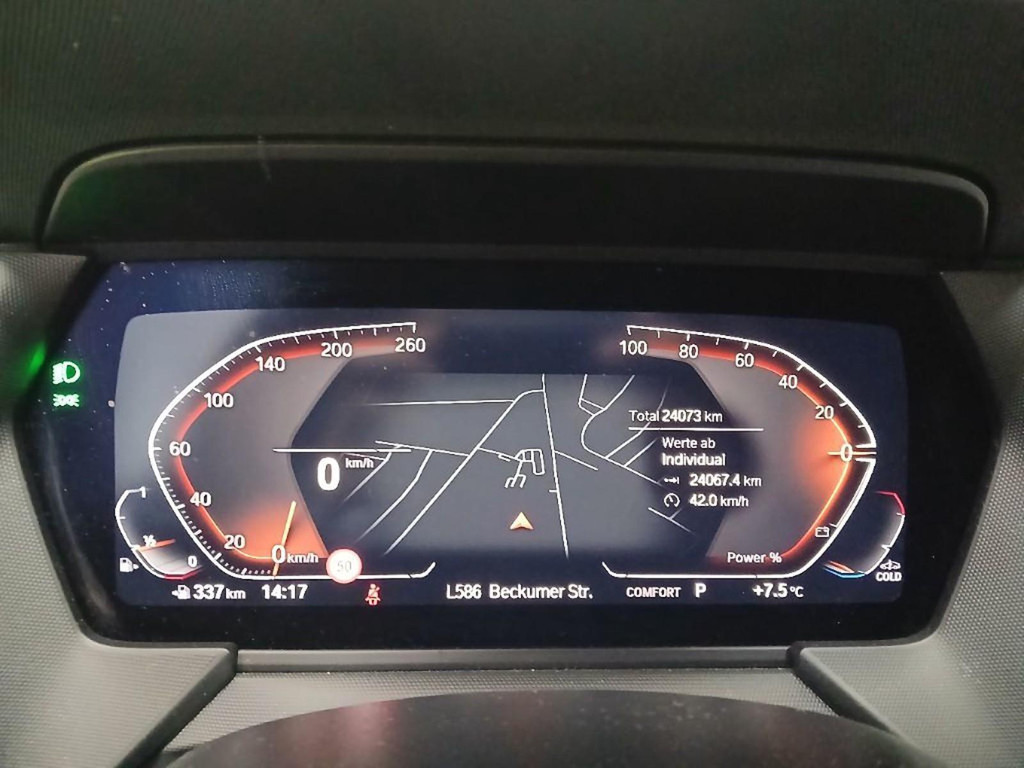 260
200
140
100
60
40
20
0 km/h
0 km/h
50
1
½
0
337 km
14:17
L586 Beckumer Str.
100
80
60
40
20
0
Power %
Total 24073 km
Werte ab
Individual
24067.4 km
42.0 km/h
COMFORT P
+7.5 °C
COLD